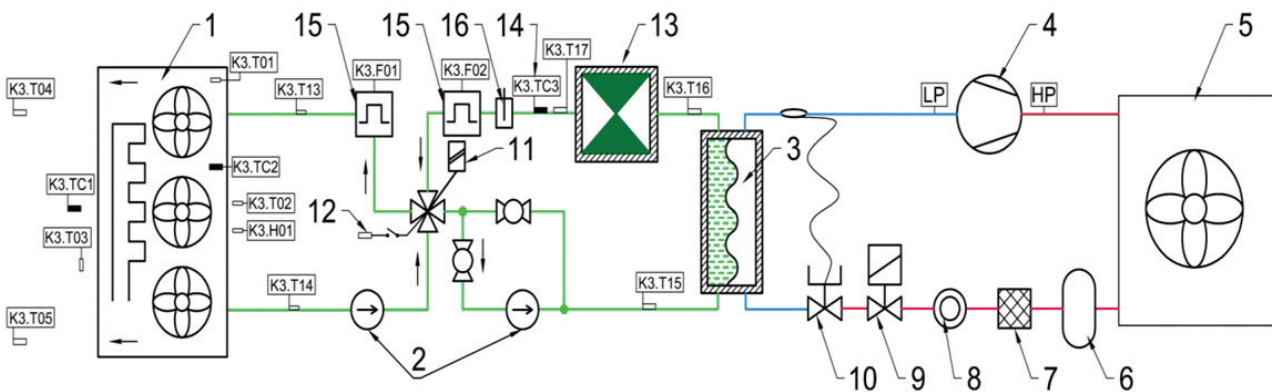 1
15
15
16
14
13
4
5
K3.T04
K3.T01
K3.F01
K3.F02
K3.TC3
K3.T17
K3.T13
K3.T16
LP
HP
11
3
K3.TC2
K3.TC1
K3.T02
12
K3.H01
K3.T03
K3.T14
K3.T15
K3.T05
2
10
9
8
7
6